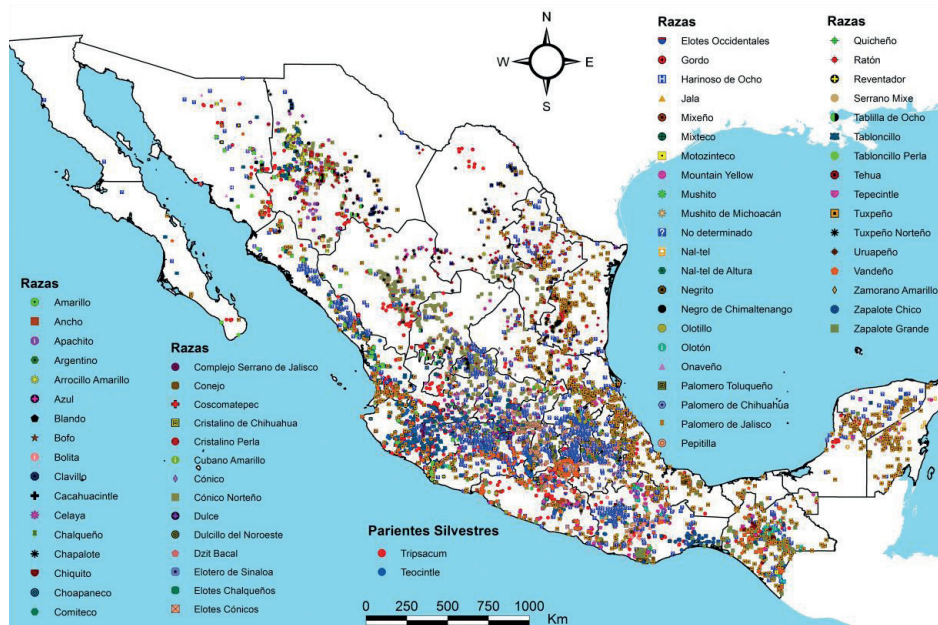 N
W E
S
Razas
Elotes Occidentales
Gordo
Harinoso de Ocho
Jala
Mixeño
Mixteco
Motozinteco
Mountain Yellow
Mushito
Mushito de Michoacán
No determinado
Nal-tel
Nal-tel de Altura
Negrito
Negro de Chimaltenango
Olotillo
Olotón
Onaveño
Palomero Toluqueño
Palomero de Chihuahua
Palomero de Jalisco
Pepitilla
Razas
Quicheño
Ratón
Reventador
Serrano Mixe
Tablilla de Ocho
Tabloncillo
Tabloncillo Perla
Tehua
Tepecintle
Tuxpeño
Tuxpeño Norteño
Uruapeño
Vandeño
Zamorano Amarillo
Zapalote Chico
Zapalote Grande
Razas
Amarillo
Ancho
Apachito
Argentino
Arrocillo Amarillo
Azul
Blando
Bofo
Bolita
Clavillo
Cacahuacintle
Celaya
Chalqueño
Chapalote
Chiquito
Choapaneco
Comiteco
Razas
Complejo Serrano de Jalisco
Conejo
Coscomatepec
Cristalino de Chihuahua
Cristalino Perla
Cubano Amarillo
Cónico
Cónico Norteño
Dulce
Dulcillo del Noroeste
Dzit Bacal
Elotero de Sinaloa
Elotes Chalqueños
Elotes Cónicos
Parientes Silvestres
Tripsacum
Teocintle
0 250 500 750 1000
Km